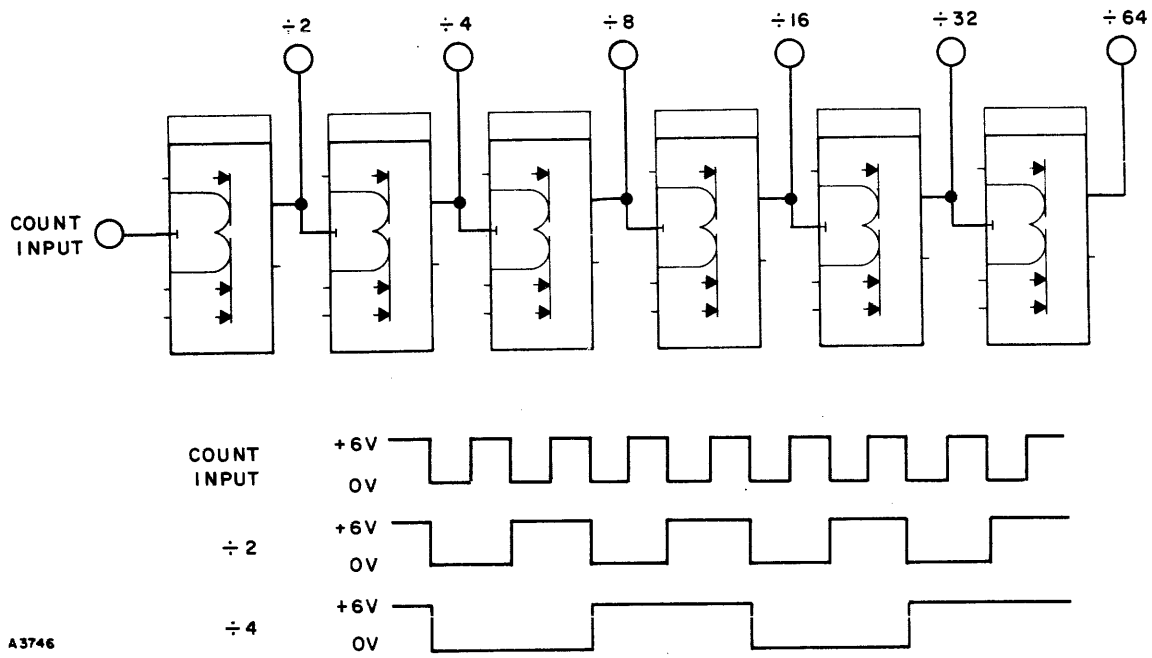 ÷2
÷4
÷8
÷16
÷32
÷64
COUNT
INPUT
COUNT
INPUT
+6V
0V
÷2
+6V
0V
÷4
+6V
0V
A3746